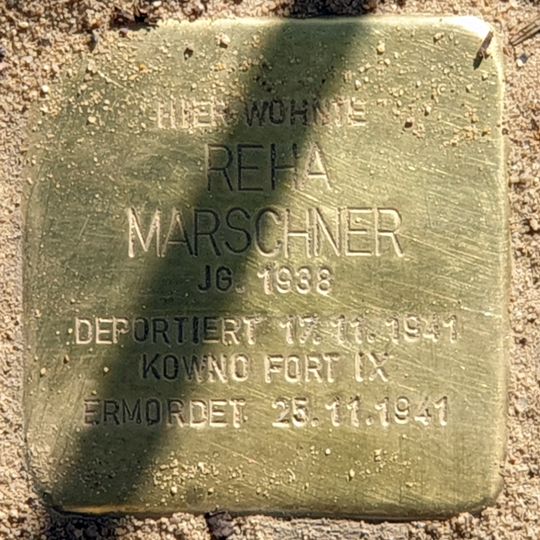 HIER WOHNTE
REHA
MARSCHNER
JG. 1938
DEPORTIERT 17.11.1941
KOWNO FORT IX
ERMORDET 25.11.1941